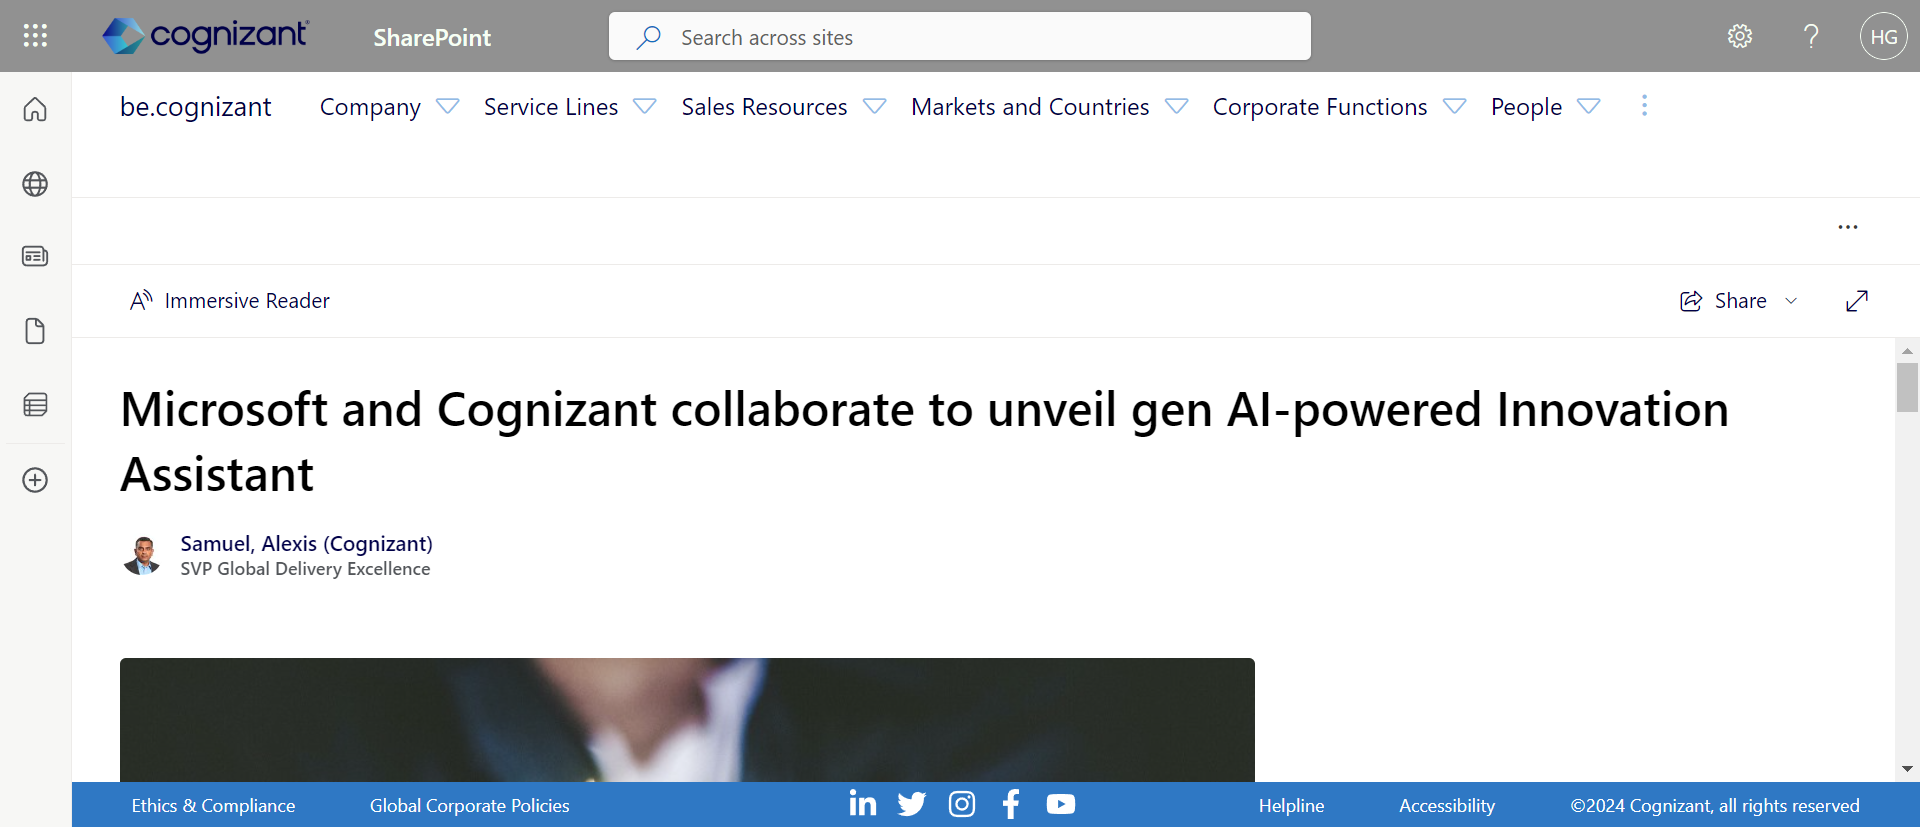 cognizant
SharePoint
Search across sites
?
HG
be.cognizant
Company
Service Lines
Sales Resources
Markets and Countries
Corporate Functions
People
Immersive Reader
Share
Microsoft and Cognizant collaborate to unveil gen AI-powered Innovation
Assistant
Samuel, Alexis (Cognizant)
SVP Global Delivery Excellence
Ethics & Compliance
Global Corporate Policies
Helpline
Accessibility
©2024 Cognizant, all rights reserved